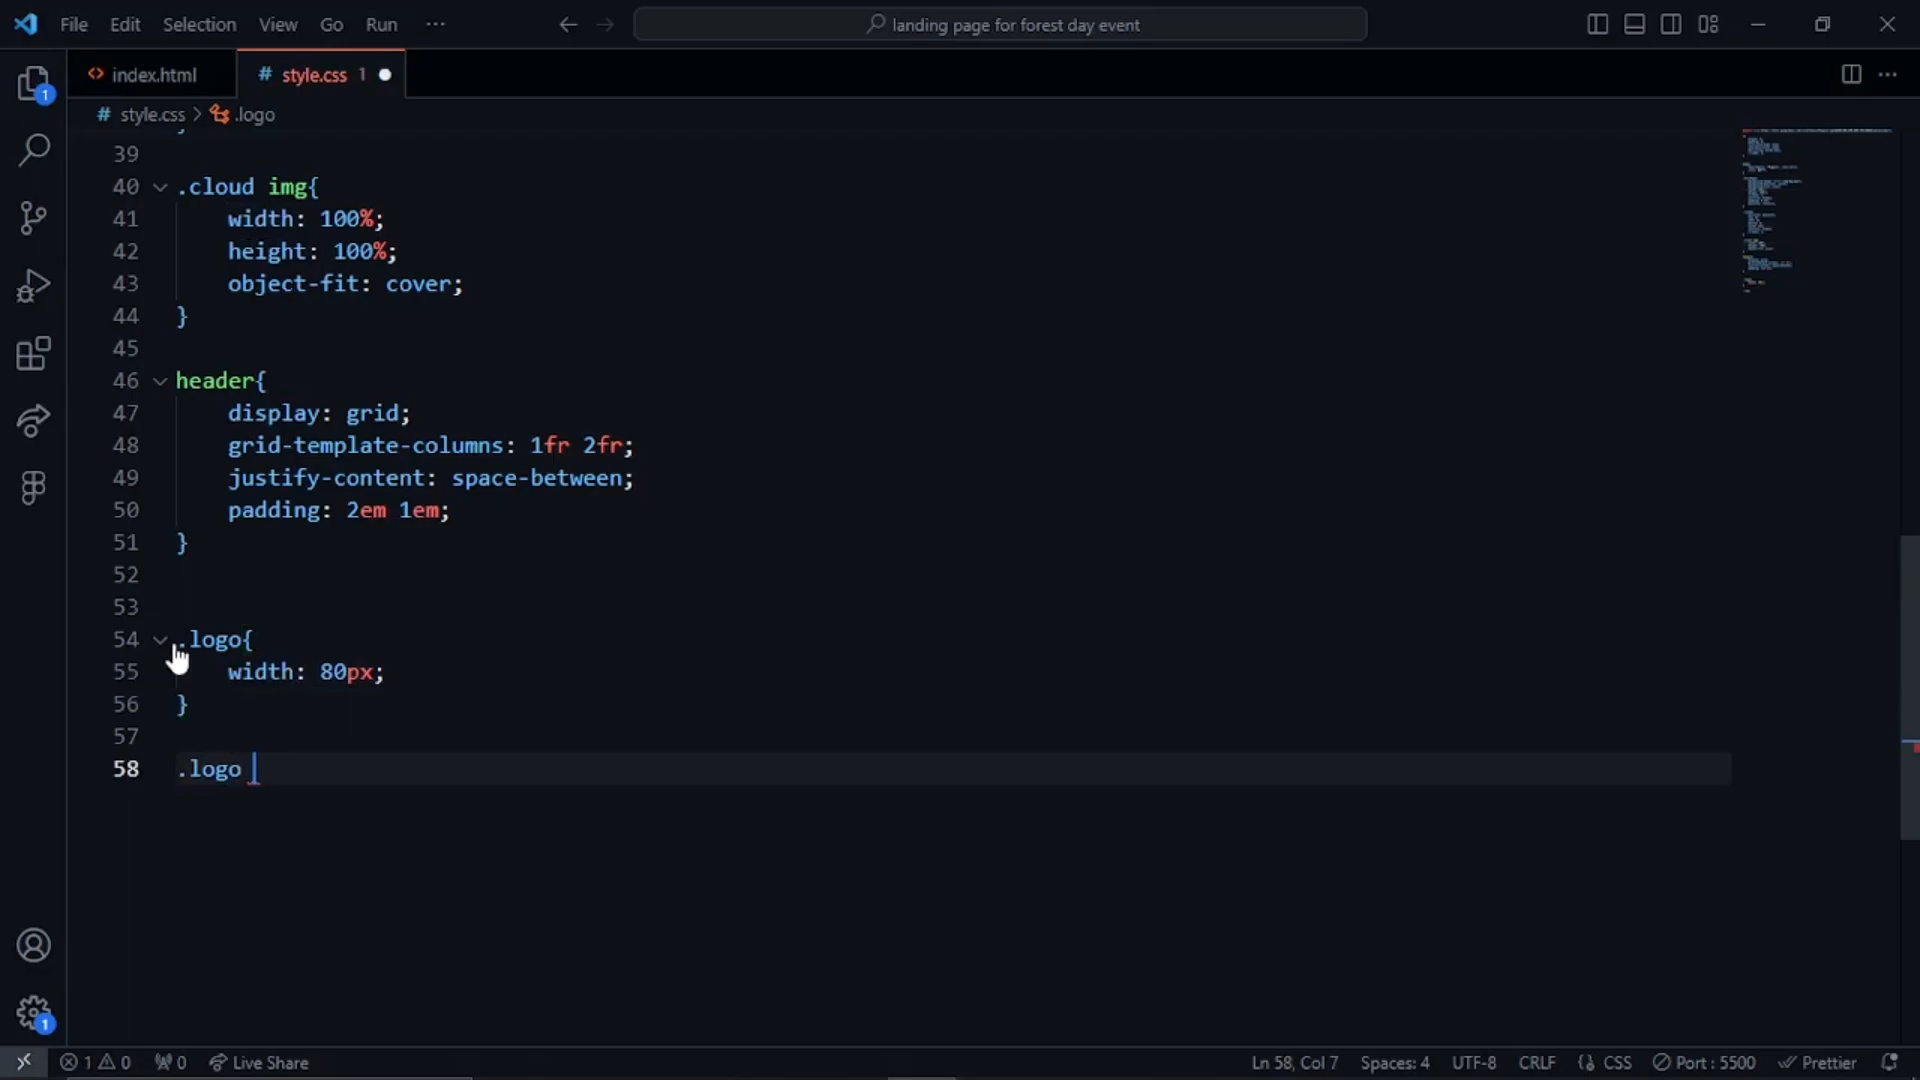 File Edit Selection View Go Run ··· landing page for forest day event
index.html # style.css 1
# style.css > .logo
}
39
40 .cloud img{
41 width: 100%;
42 height: 100%;
43 object-fit: cover;
44 }
45
46 header{
47 display: grid;
48 grid-template-columns: 1fr 2fr;
49 justify-content: space-between;
50 padding: 2em 1em;
51 }
52
53
54 .logo{
55 width: 80px;
56 }
57
58 .logo
1
1
1 0 0 Live Share Ln 58, Col 7 Spaces: 4 UTF-8 CRLF CSS Port : 5500 Prettier